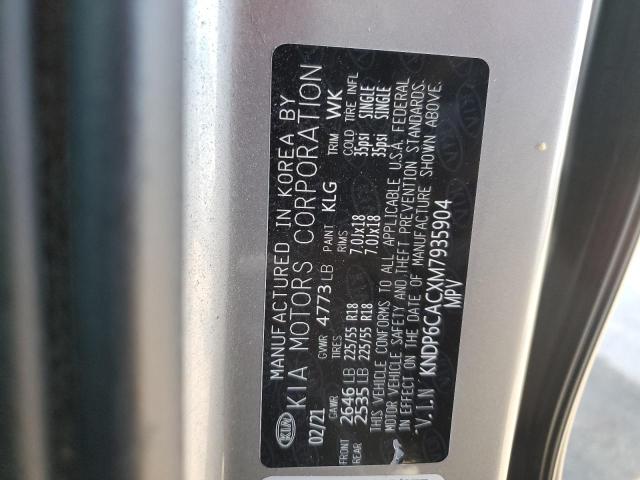 MANUFACTURED IN KOREA BY
KIA MOTORS CORPORATION
02/21 GVWR 4773 LB PAINT KLG TRIM WK
GAWR RIMS COLD TIRE INFL
FRONT 2646 LB 225/55 R18 7.0Jx18 35psi SINGLE
REAR 2535 LB 225/55 R18 7.0Jx18 35psi SINGLE
THIS VEHICLE CONFORMS TO ALL APPLICABLE U.S.A. FEDERAL
MOTOR VEHICLE SAFETY AND THEFT PREVENTION STANDARDS
IN EFFECT ON THE DATE OF MANUFACTURE SHOWN ABOVE.
V.I.N KNDP6CACXM7935904
MPV